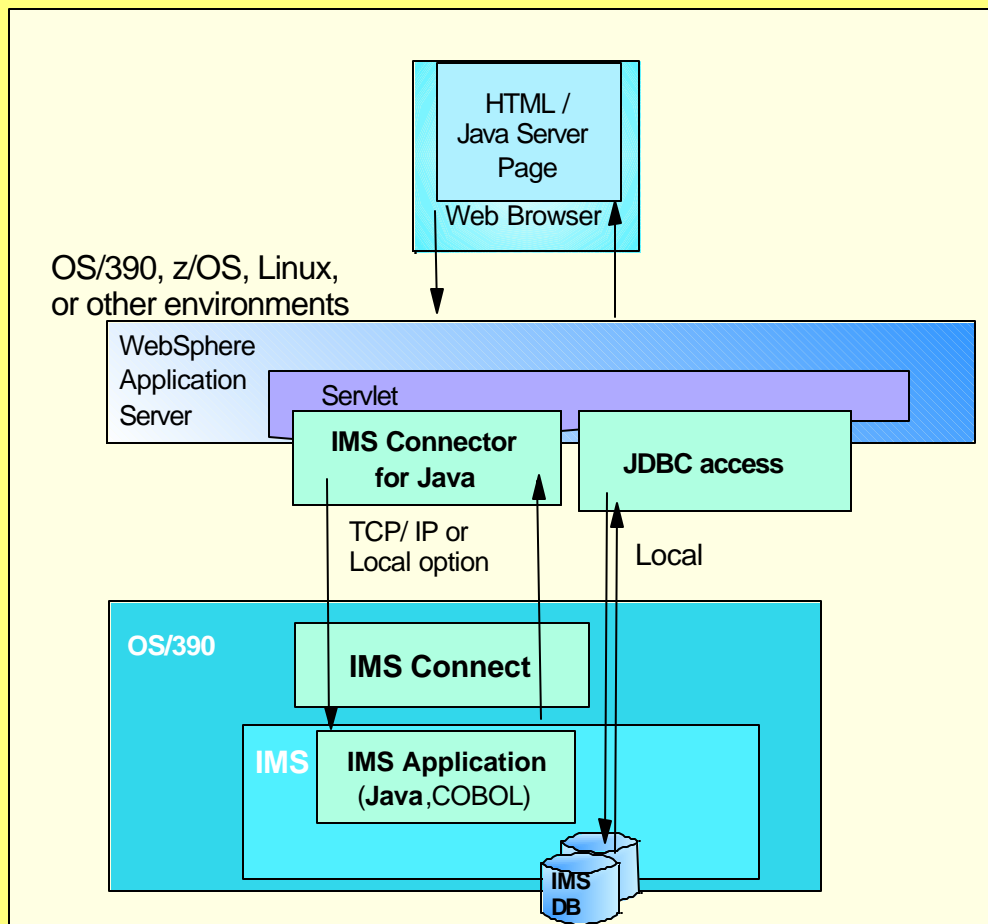 HTML /
Java Server
Page
Web Browser
OS/390, z/OS, Linux,
or other environments
WebSphere
Application
Server
Servlet
IMS Connector
for Java
JDBC access
TCP/ IP or
Local option
Local
OS/390
IMS Connect
IMS
IMS Application
(Java,COBOL)
IMS
DB